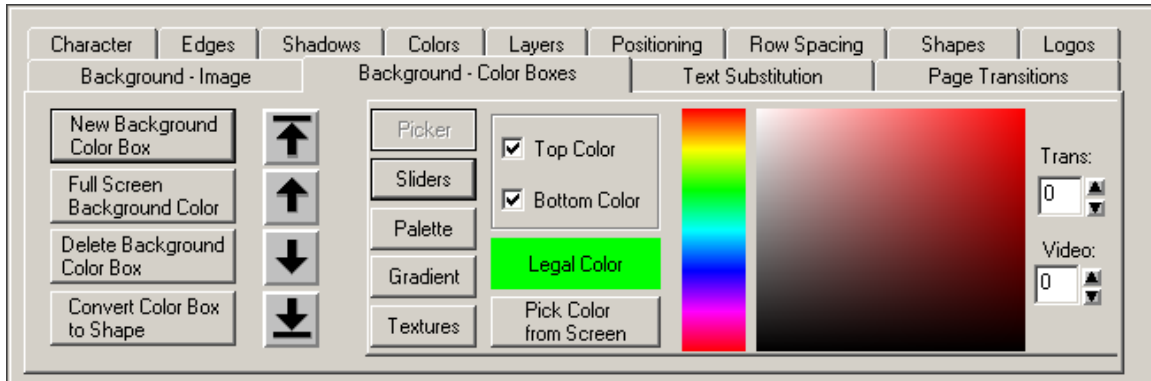 Character Edges Shadows Colors Layers Positioning Row Spacing Shapes Logos
Background - Image Background - Color Boxes Text Substitution Page Transitions
New Background
Color Box
Full Screen
Background Color
Delete Background
Color Box
Convert Color Box
to Shape
Picker
Sliders
Palette
Gradient
Textures
Top Color
Bottom Color
Legal Color
Pick Color
from Screen
Trans:
0
Video:
0